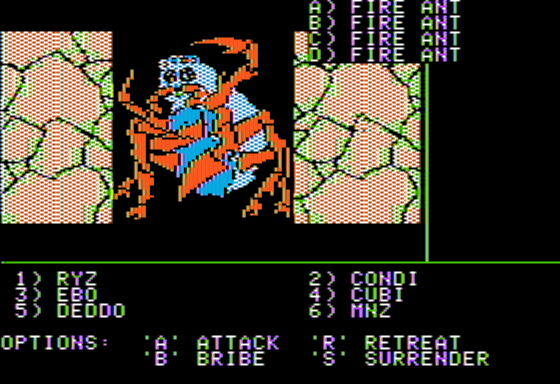 A) FIRE ANT
B) FIRE ANT
C) FIRE ANT
D) FIRE ANT
1) RYZ 2) CONDI
3) EBO 4) CUBI
5) DEDDO 6) MNZ
OPTIONS: 'A' ATTACK 'R' RETREAT
'B' BRIBE 'S' SURRENDER